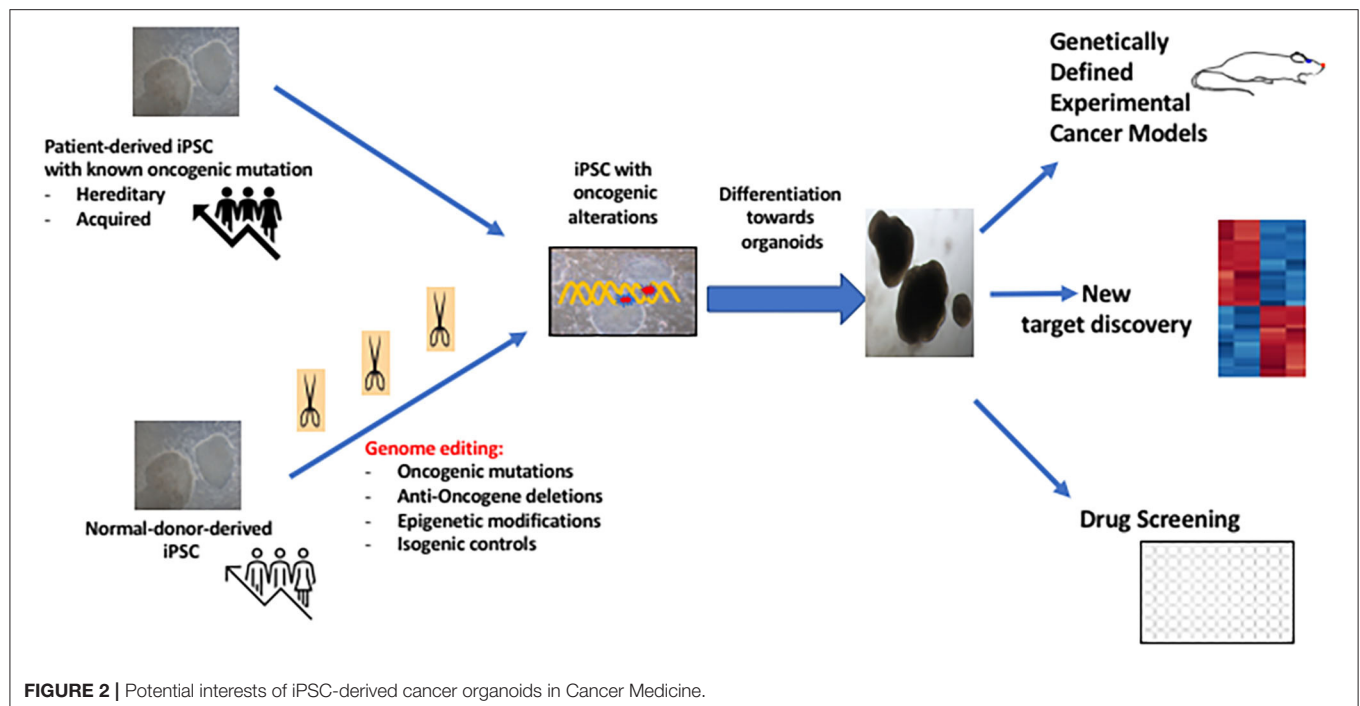 Patient-derived iPSC
with known oncogenic mutation
- Hereditary
- Acquired
Normal-donor-derived
iPSC
Genome editing:
- Oncogenic mutations
- Anti-Oncogene deletions
- Epigenetic modifications
- Isogenic controls
iPSC with
oncogenic
alterations
Differentiation
towards
organoids
Genetically
Defined
Experimental
Cancer Models
New
target discovery
Drug Screening
FIGURE 2 | Potential interests of iPSC-derived cancer organoids in Cancer Medicine.